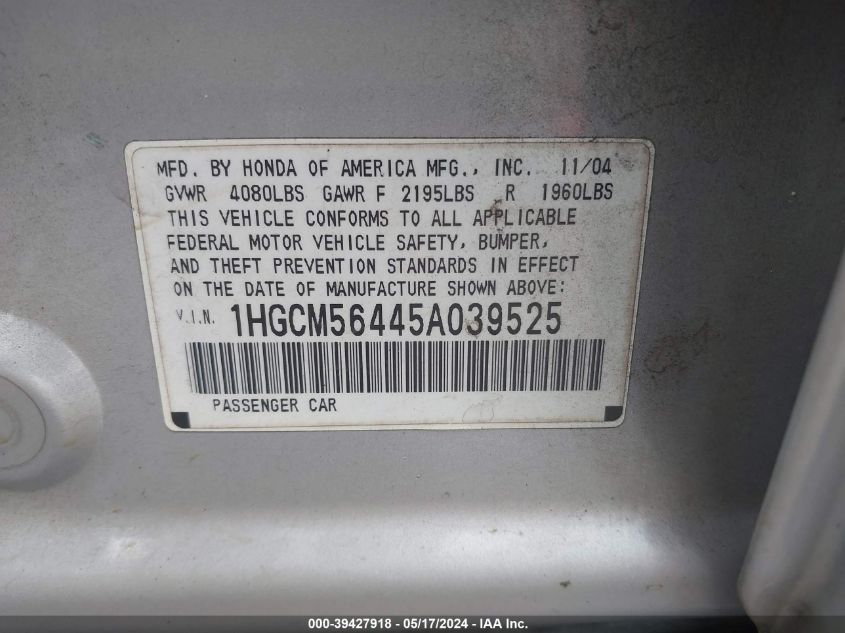 MFD. BY HONDA OF AMERICA MFG., INC. 11/04
GVWR 4080LBS GAWR F 2195LBS R 1960LBS
THIS VEHICLE CONFORMS TO ALL APPLICABLE
FEDERAL MOTOR VEHICLE SAFETY, BUMPER,
AND THEFT PREVENTION STANDARDS IN EFFECT
ON THE DATE OF MANUFACTURE SHOWN ABOVE:
V.I.N. 1HGCM56445A039525
PASSENGER CAR
000-39427918 - 05/17/2024 - IAA Inc.